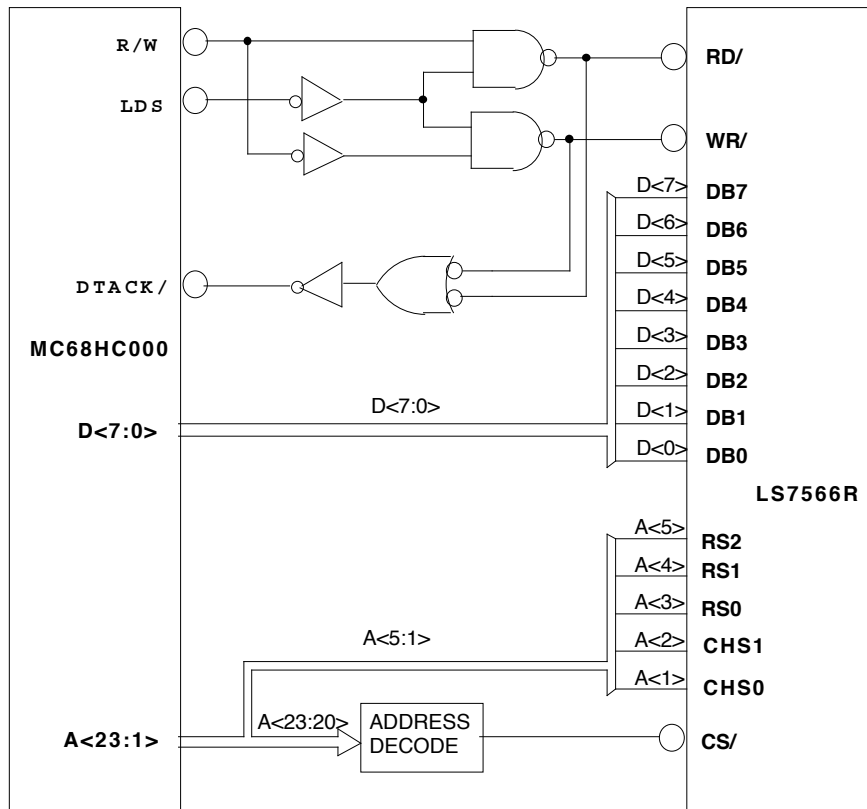 R/W
LDS
DTACK/
MC68HC000
D<7:0>
A<23:1>
D<7:0>
A<5:1>
A<23:20>
ADDRESS
DECODE
RD/
WR/
D<7> DB7
D<6> DB6
D<5> DB5
D<4> DB4
D<3> DB3
D<2> DB2
D<1> DB1
D<0> DB0
LS7566R
A<5> RS2
A<4> RS1
A<3> RS0
A<2> CHS1
A<1> CHS0
CS/